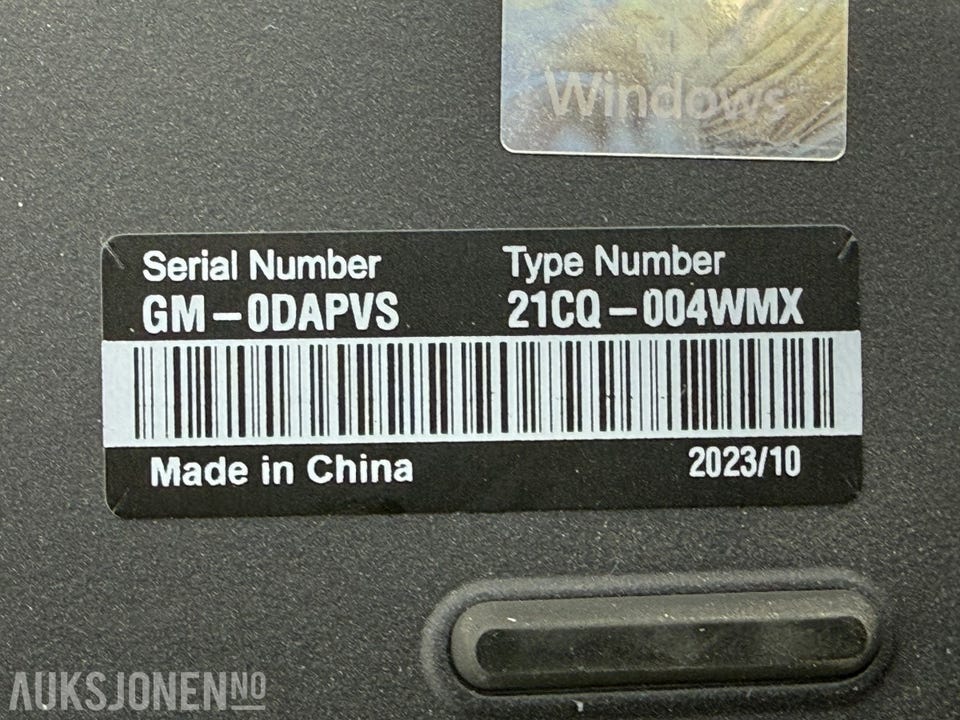 Windows
Serial Number Type Number
GM-0DAPVS 21CQ-004WMX
Made in China 2023/10
AUKSJONEN NO